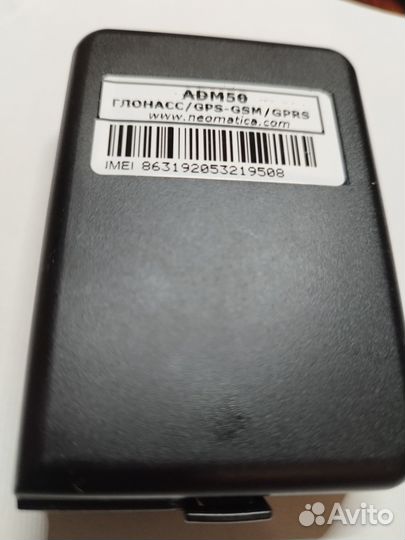 ADM50
ГЛОНАСС/GPS-GSM/GPRS
www.neomatica.com
IMEI 863192053219508
Avito